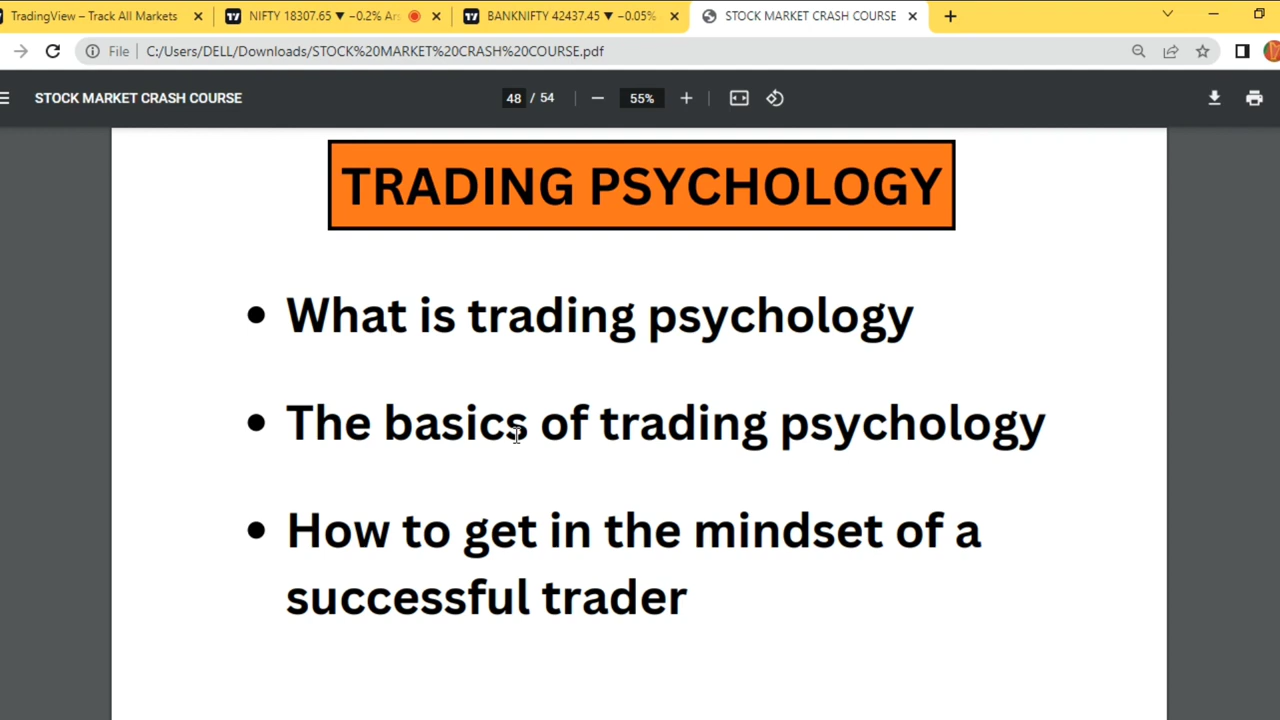 TradingView – Track All Markets
NIFTY 18307.65 ▼ −0.2%
BANKNIFTY 42437.45 ▼ −0.05%
STOCK MARKET CRASH COURSE
File
C:/Users/DELL/Downloads/STOCK%20MARKET%20CRASH%20COURSE.pdf
STOCK MARKET CRASH COURSE
48 / 54
55%
TRADING PSYCHOLOGY
• What is trading psychology
• The basics of trading psychology
• How to get in the mindset of a
successful trader